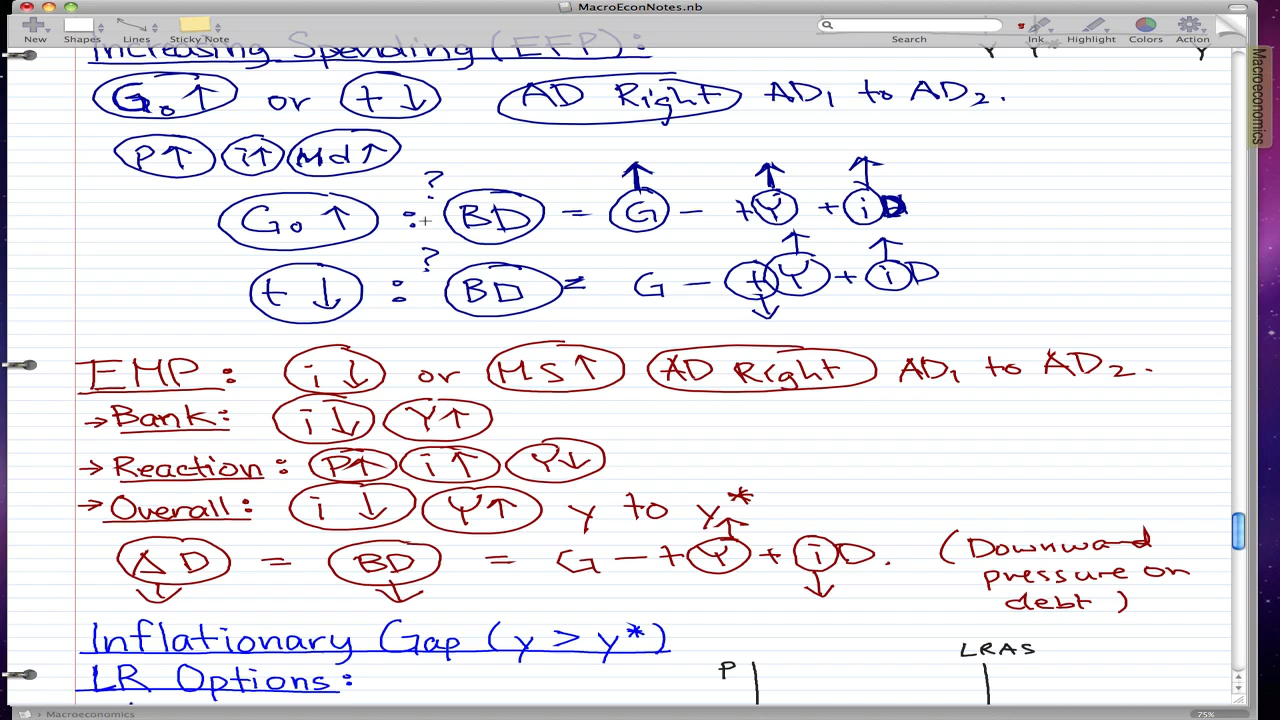 MacroEconNotes.nb
New Shapes Lines Sticky Note Search Ink Highlight Colors Action
Increasing Spending (EFP):
Y Y* Y
G₀ ↑ or t ↓ AD Right AD₁ to AD₂.
P↑ i↑ Md↑
?
G₀ ↑ : BD = G - tY + iD
?
t ↓ : BD = G - tY + iD
EMP: i↓ or MS↑ AD Right AD₁ to AD₂.
→ Bank: i↓ Y↑
→ Reaction: P↑ i↑ Y↓
→ Overall: i↓ Y↑ y to y*
ΔD = BD = G - tY + iD. (Downward
pressure on
debt)
Inflationary Gap (y > y*)
LRAS
P
LR Options:
Macroeconomics
Macroeconomics
75%